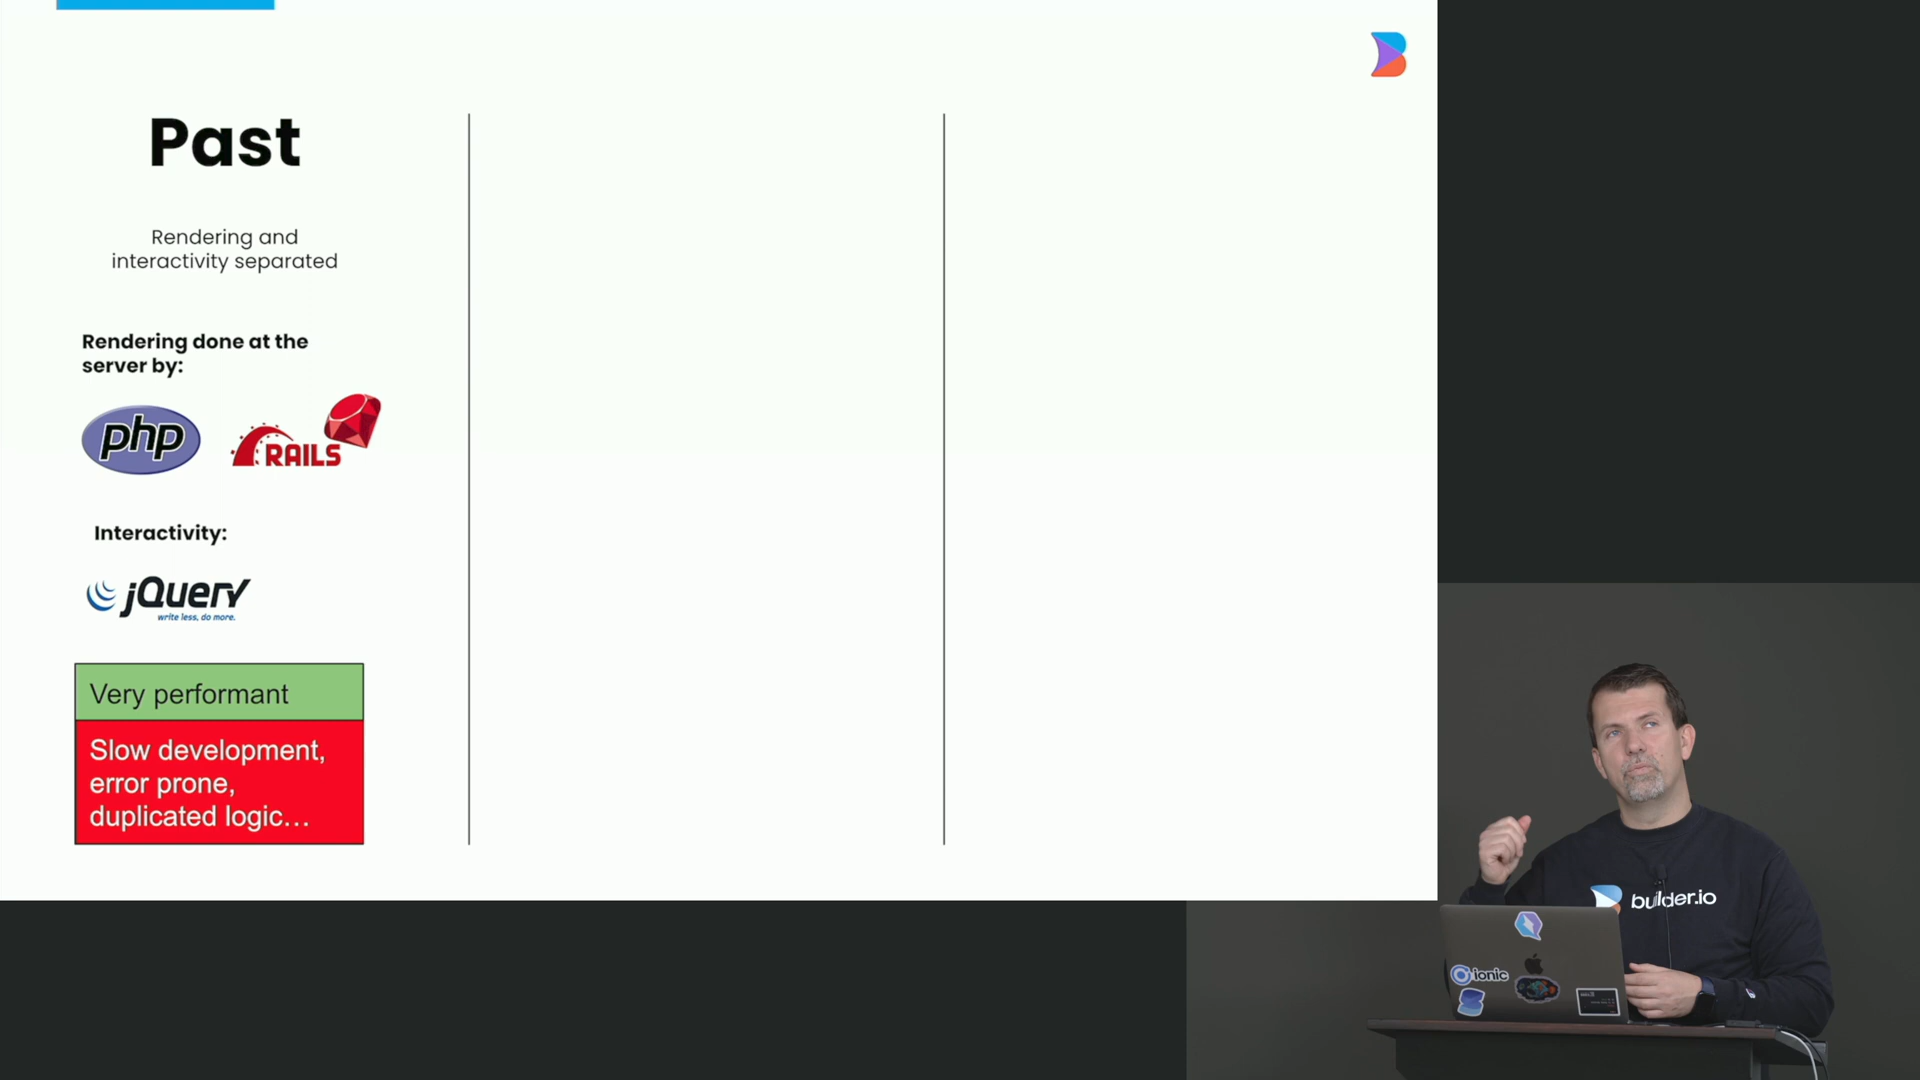 Past
Rendering and
interactivity separated
Rendering done at the
server by:
php
RAILS
Interactivity:
jQuery
write less, do more.
Very performant
Slow development,
error prone,
duplicated logic...
builder.io
ionic